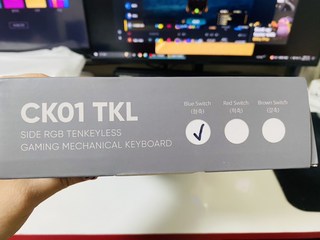 CK01 TKL
SIDE RGB TENKEYLESS
GAMING MECHANICAL KEYBOARD
Blue Switch
Red Switch
Brown Switch